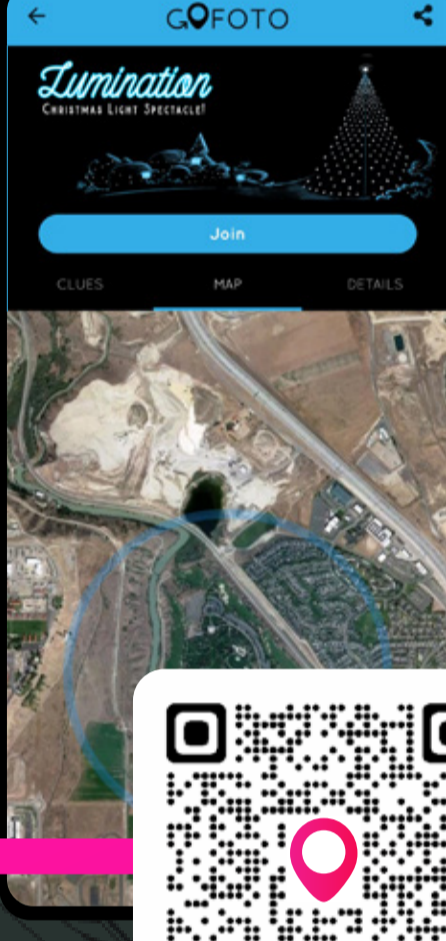 GOFOTO
Lumination
CHRISTMAS LIGHT SPECTACLE!
Join
CLUES
MAP
DETAILS